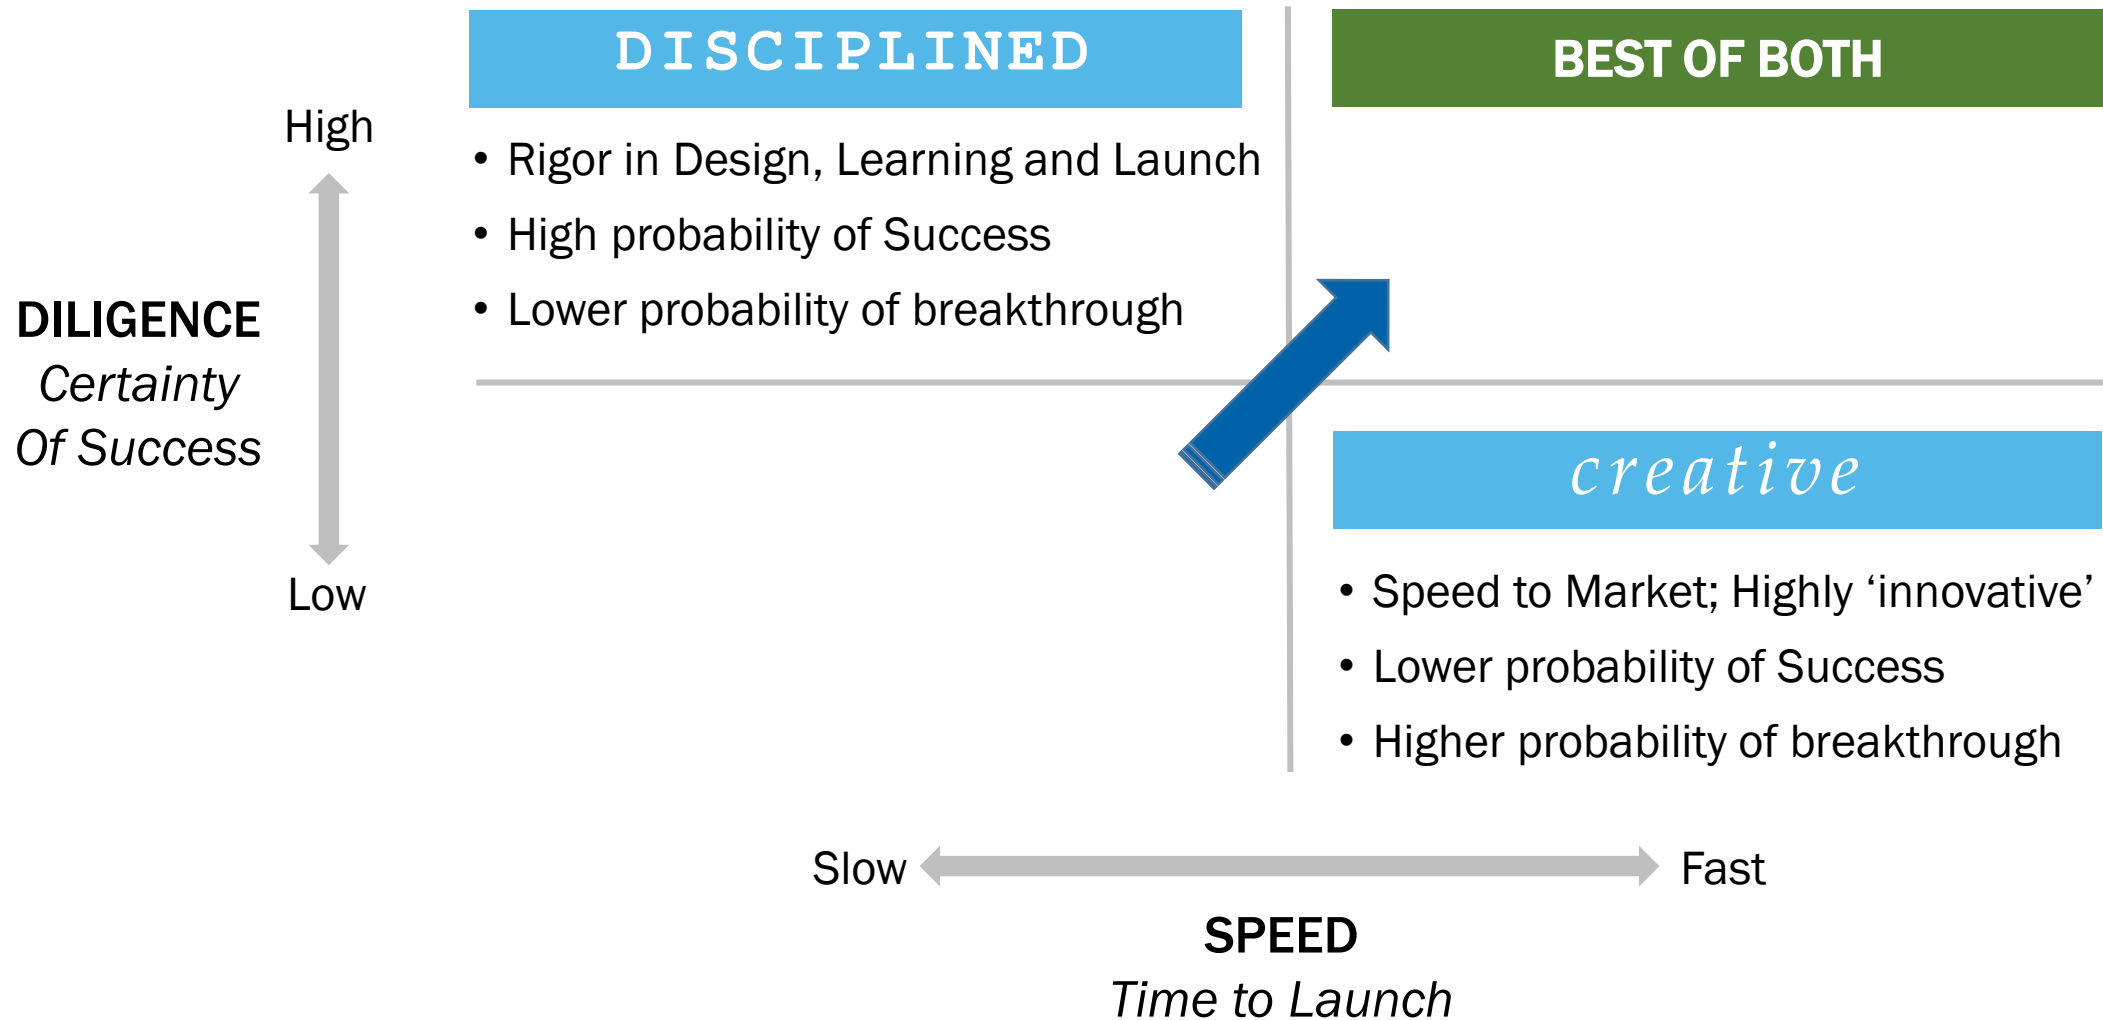 DISCIPLINED
BEST OF BOTH
High
• Rigor in Design, Learning and Launch
• High probability of Success
• Lower probability of breakthrough
DILIGENCE
Certainty
Of Success
Low
creative
• Speed to Market; Highly ‘innovative’
• Lower probability of Success
• Higher probability of breakthrough
Slow
Fast
SPEED
Time to Launch